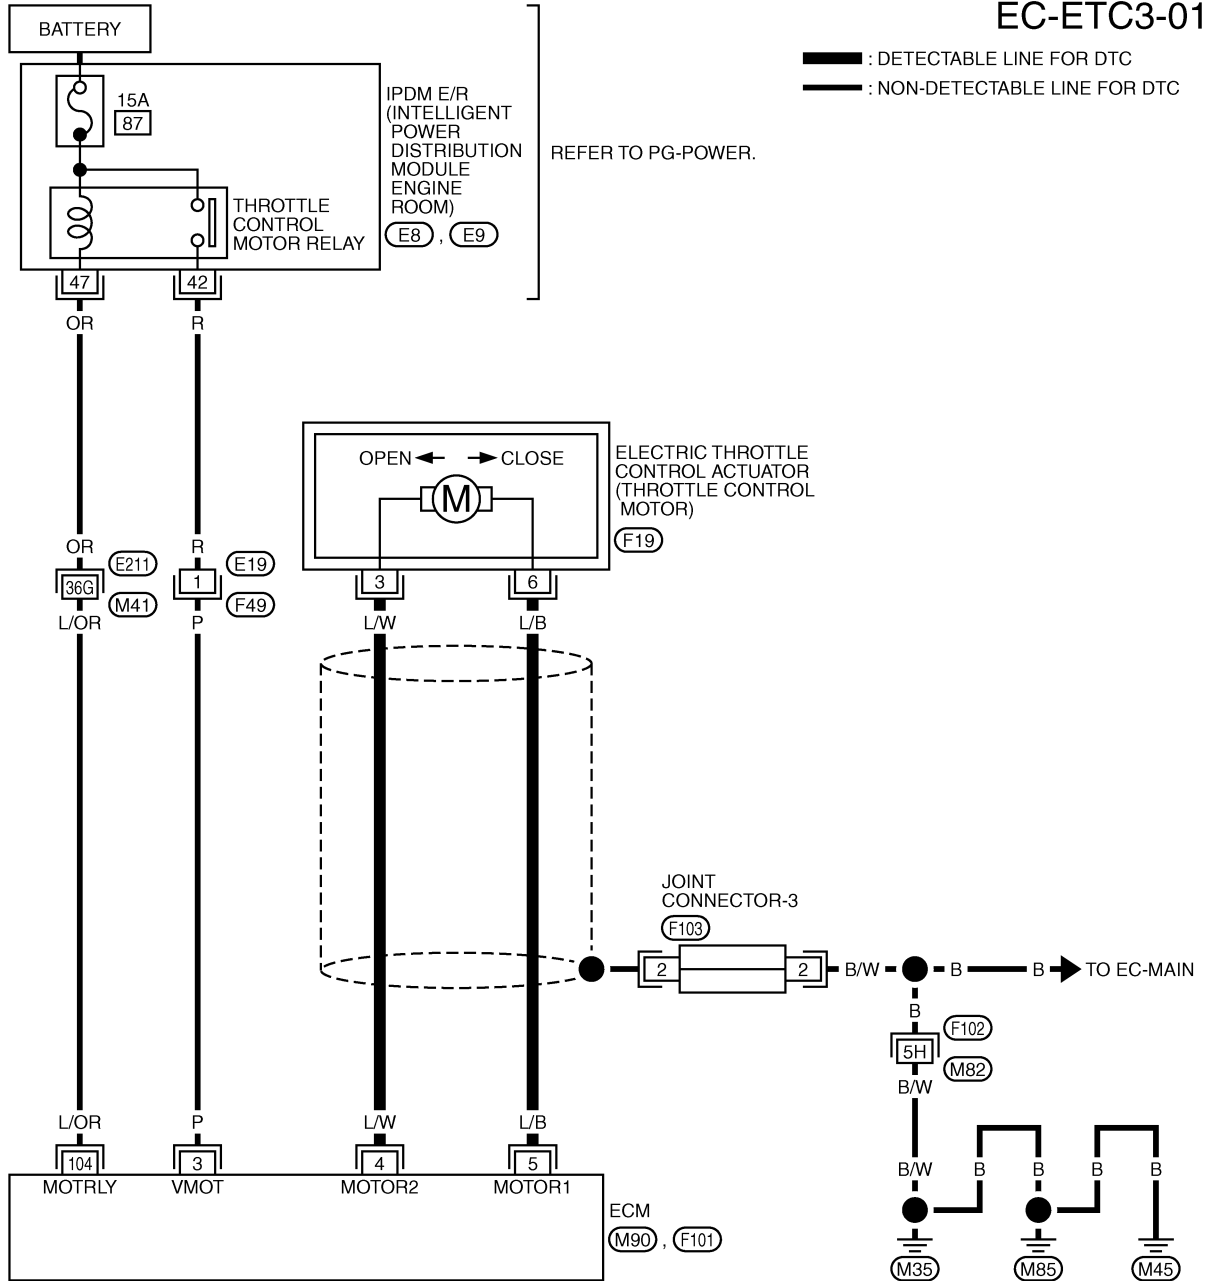 EC-ETC3-01
BATTERY
: DETECTABLE LINE FOR DTC
: NON-DETECTABLE LINE FOR DTC
15A
87
IPDM E/R
(INTELLIGENT
POWER
DISTRIBUTION
MODULE
ENGINE
ROOM)
E8 , E9
REFER TO PG-POWER.
THROTTLE
CONTROL
MOTOR RELAY
47 42
OR R
OPEN CLOSE
M
ELECTRIC THROTTLE
CONTROL ACTUATOR
(THROTTLE CONTROL
MOTOR)
F19
OR R
E211 E19
36G 1 3 6
M41 F49
L/OR P L/W L/B
JOINT
CONNECTOR-3
F103
2 2 B/W B B TO EC-MAIN
B
F102
5H
M82
B/W
L/OR P L/W L/B
104 3 4 5
B/W B B B B
MOTRLY VMOT MOTOR2 MOTOR1
ECM
M90 , F101
M35 M85 M45